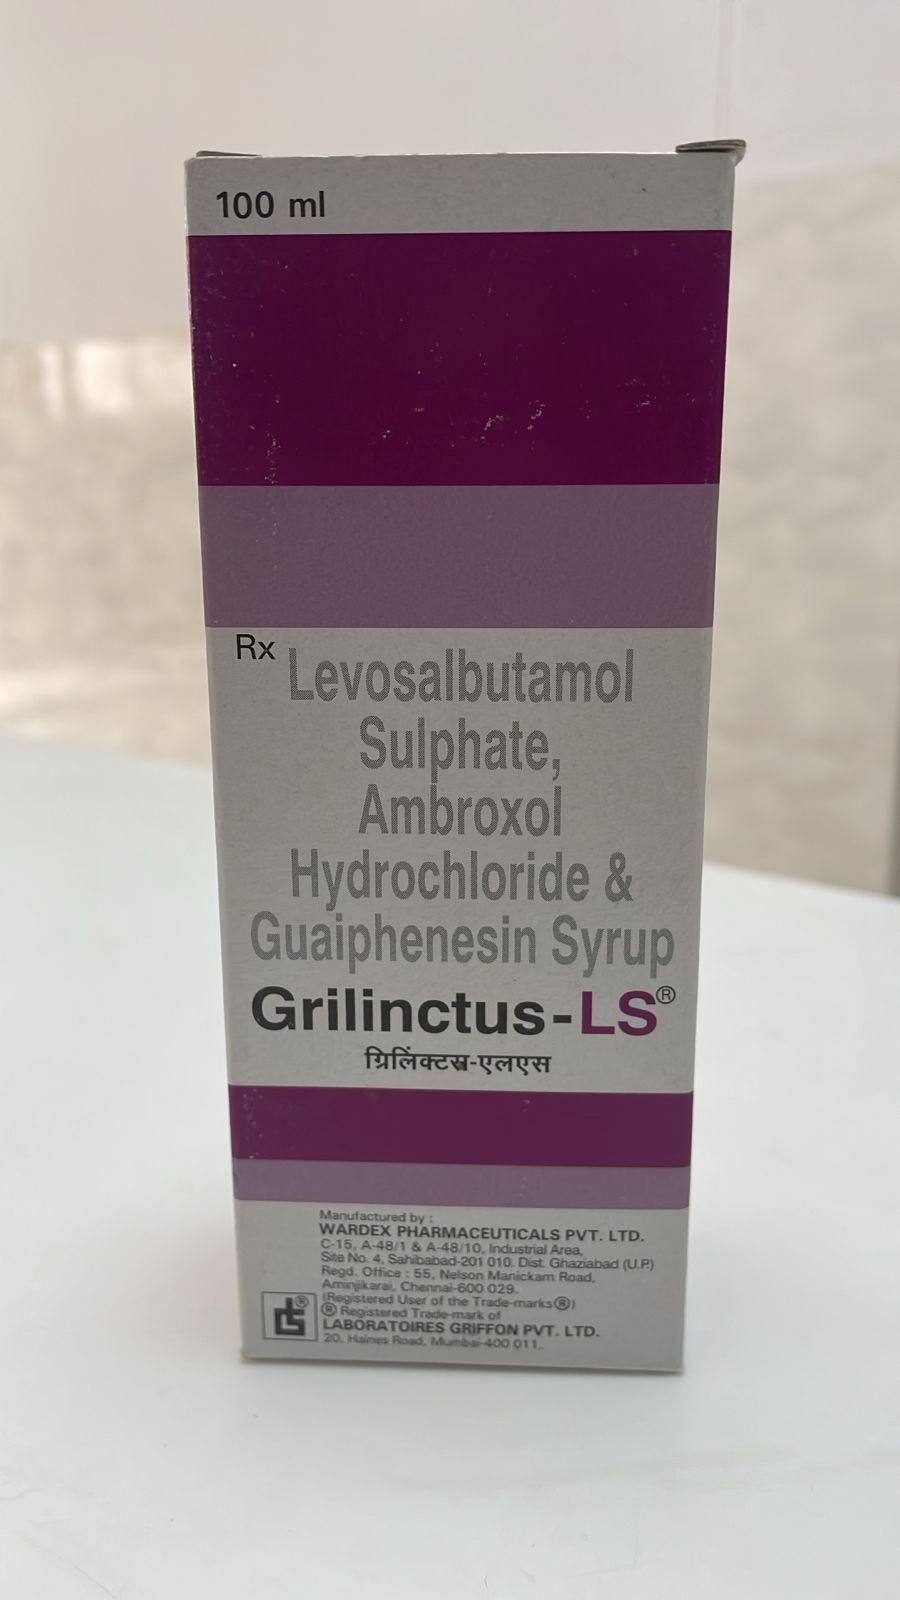 100 ml
Rx
Levosalbutamol
Sulphate,
Ambroxol
Hydrochloride &
Guaiphenesin Syrup
Grilinctus-LS®
ग्रिलिंक्टस-एलएस
Manufactured by :
WARDEX PHARMACEUTICALS PVT. LTD.
C-15, A-48/1 & A-48/10, Industrial Area,
Site No. 4, Sahibabad-201 010. Dist. Ghaziabad (U.P.)
Regd. Office : 55, Nelson Manickam Road,
Aminjikarai, Chennai-600 029.
(Registered User of the Trade-marks®)
® Registered Trade-mark of
LABORATOIRES GRIFFON PVT. LTD.
20, Haines Road, Mumbai-400 011.